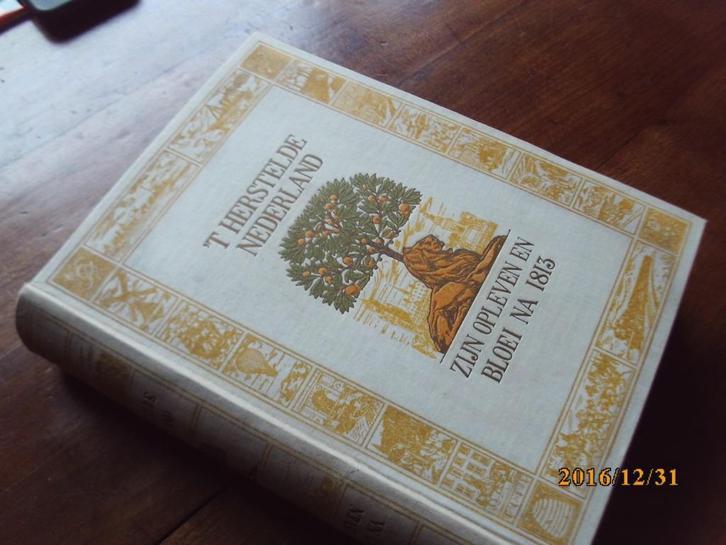 'T HERSTELDE
NEDERLAND
ZIJN OPLEVEN EN
BLOEI NA 1813
2016/12/31